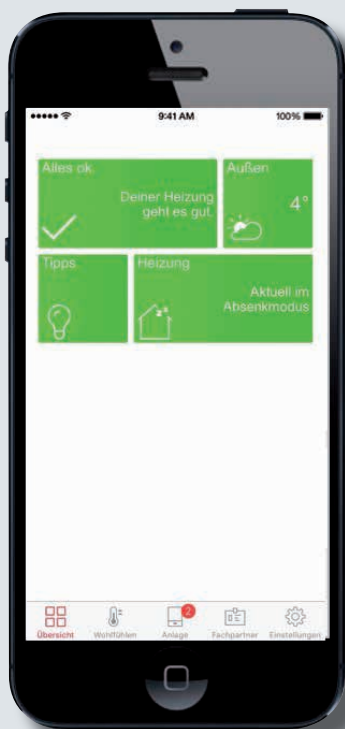 9:41 AM
100%
Alles ok.
Deiner Heizung
geht es gut.
Außen
4°
Tipps
Heizung
Aktuell im
Absenkmodus
2
Übersicht
Wohlfühlen
Anlage
Fachpartner
Einstellungen